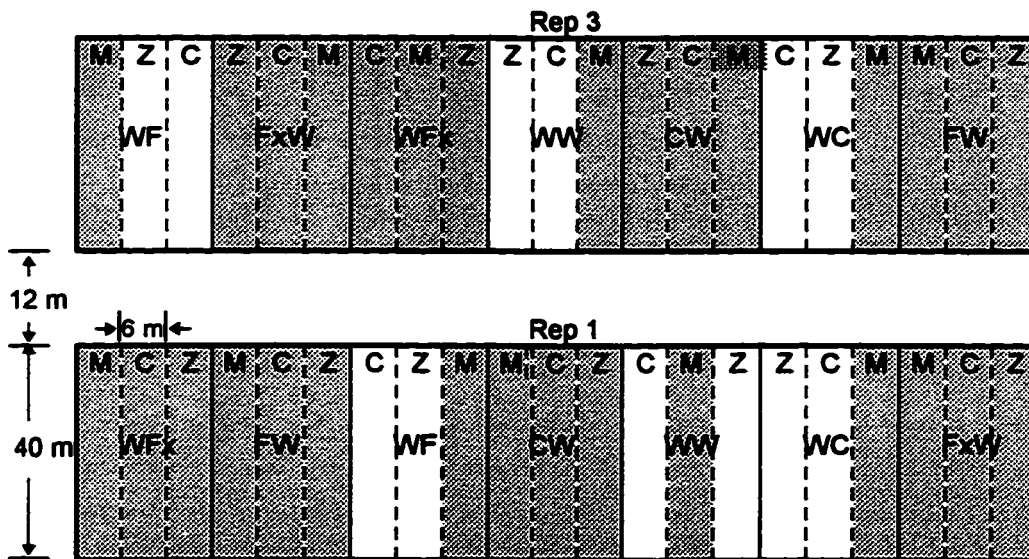 Rep 3
M Z C Z C M C M Z Z C M Z C M C Z M M C Z
WF FxW WFx WW CW WC FW
12 m
6 m
Rep 1
M C Z M C Z C Z M M C Z C M Z Z C M M C Z
40 m
WFx FW WF CW WW WC FxW